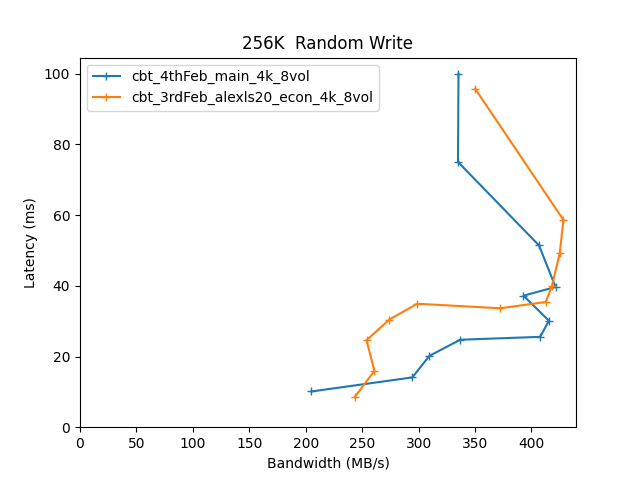 256K  Random Write
cbt_4thFeb_main_4k_8vol
cbt_3rdFeb_alexls20_econ_4k_8vol
100
80
60
40
20
0
Latency (ms)
0 50 100 150 200 250 300 350 400
Bandwidth (MB/s)